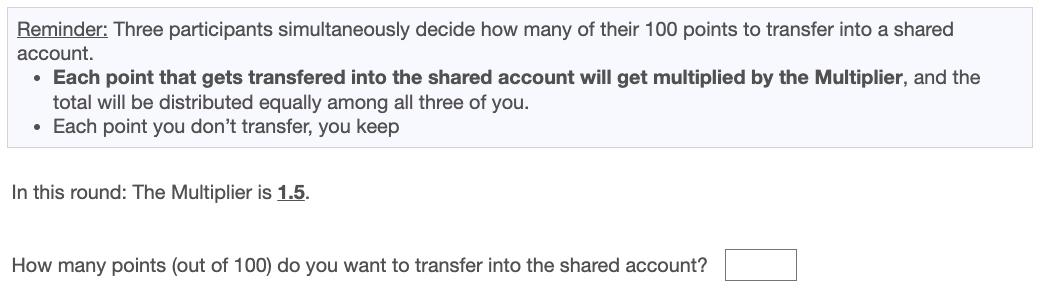 Reminder: Three participants simultaneously decide how many of their 100 points to transfer into a shared
account.
• Each point that gets transfered into the shared account will get multiplied by the Multiplier, and the
total will be distributed equally among all three of you.
• Each point you don't transfer, you keep
In this round: The Multiplier is 1.5.
How many points (out of 100) do you want to transfer into the shared account?